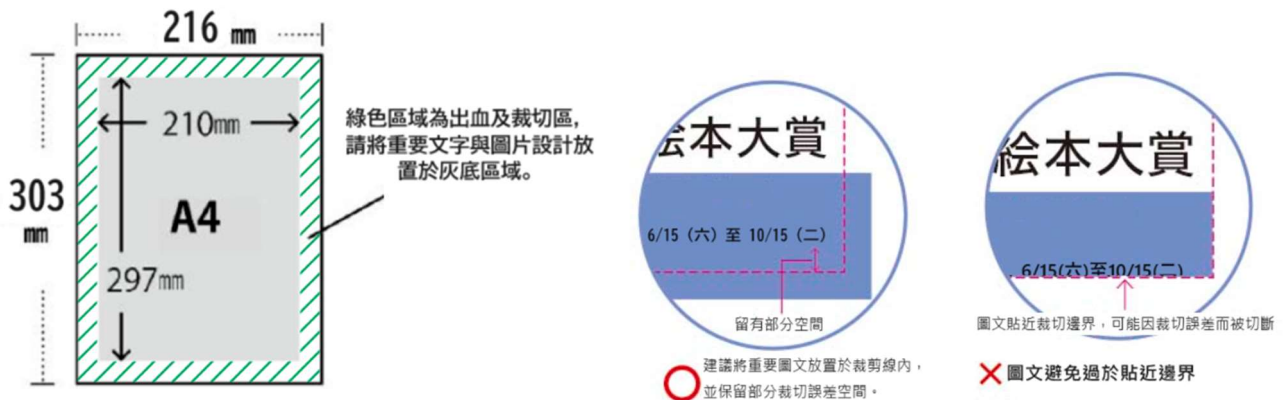 216 mm
303
mm
210mm
A4
297mm
綠色區域為出血及裁切區，
請將重要文字與圖片設計放
置於灰底區域。
绘本大賞
6/15（六）至 10/15（二）
留有部分空間
建議將重要圖文放置於裁剪線內，
並保留部分裁切誤差空間。
絵本大賞
6/15(六)至10/15(二)
圖文貼近裁切邊界，可能因裁切誤差而被切斷
圖文避免過於貼近邊界